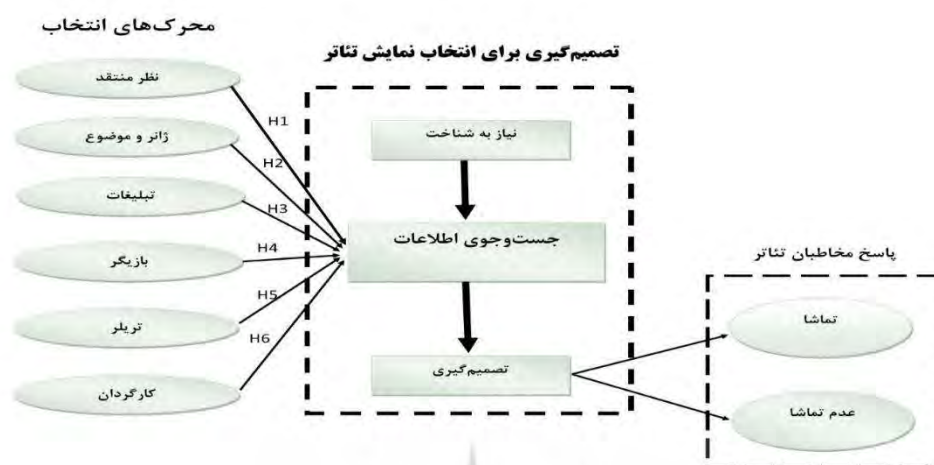 محرک‌های انتخاب
نظر منتقد
ژانر و موضوع
تبلیغات
بازیگر
تریلر
کارگردان
H1
H2
H3
H4
H5
H6
تصمیم‌گیری برای انتخاب نمایش تئاتر
نیاز به شناخت
جست‌وجوی اطلاعات
تصمیم‌گیری
پاسخ مخاطبان تئاتر
تماشا
عدم تماشا